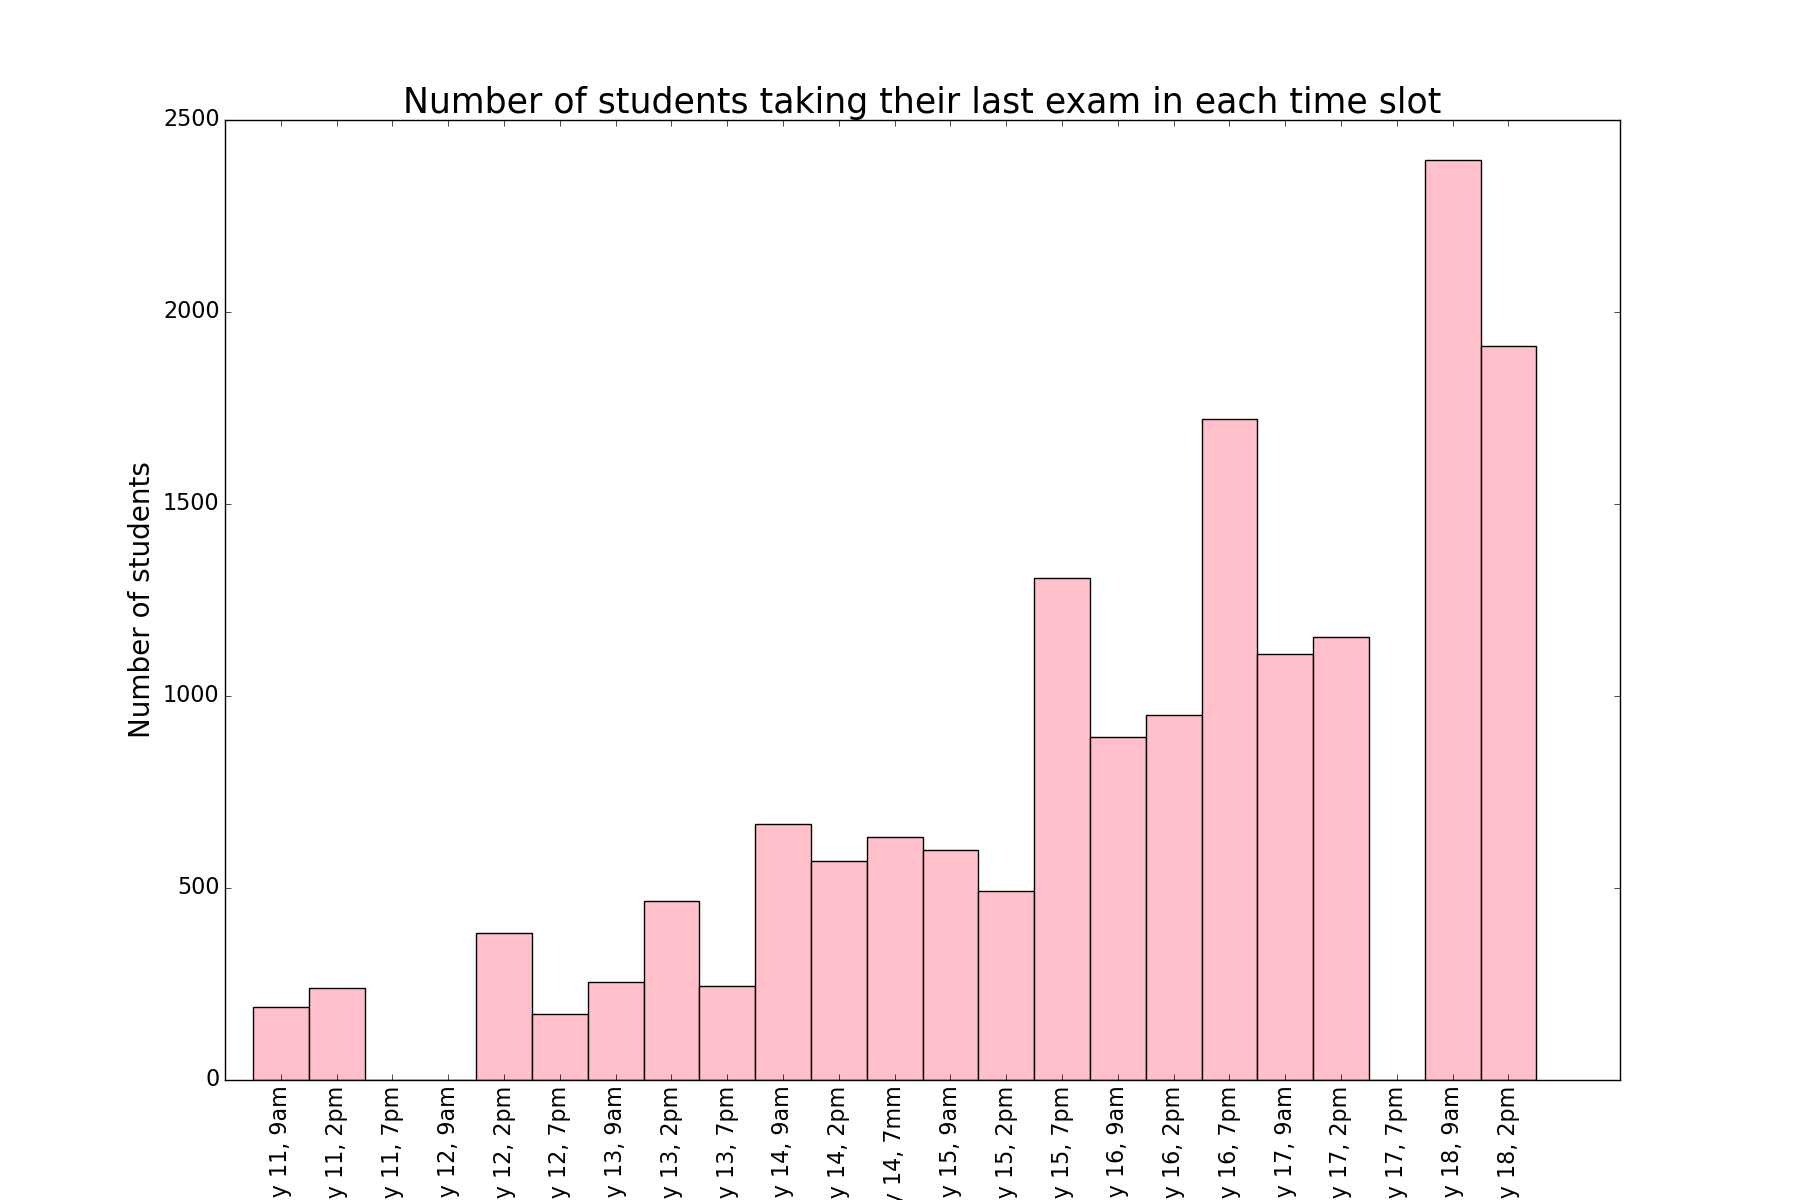 Number of students taking their last exam in each time slot
Number of students
2500
2000
1500
1000
500
0
y 11, 9am
y 11, 2pm
y 11, 7pm
y 12, 9am
y 12, 2pm
y 12, 7pm
y 13, 9am
y 13, 2pm
y 13, 7pm
y 14, 9am
y 14, 2pm
y 14, 7mm
y 15, 9am
y 15, 2pm
y 15, 7pm
y 16, 9am
y 16, 2pm
y 16, 7pm
y 17, 9am
y 17, 2pm
y 17, 7pm
y 18, 9am
y 18, 2pm